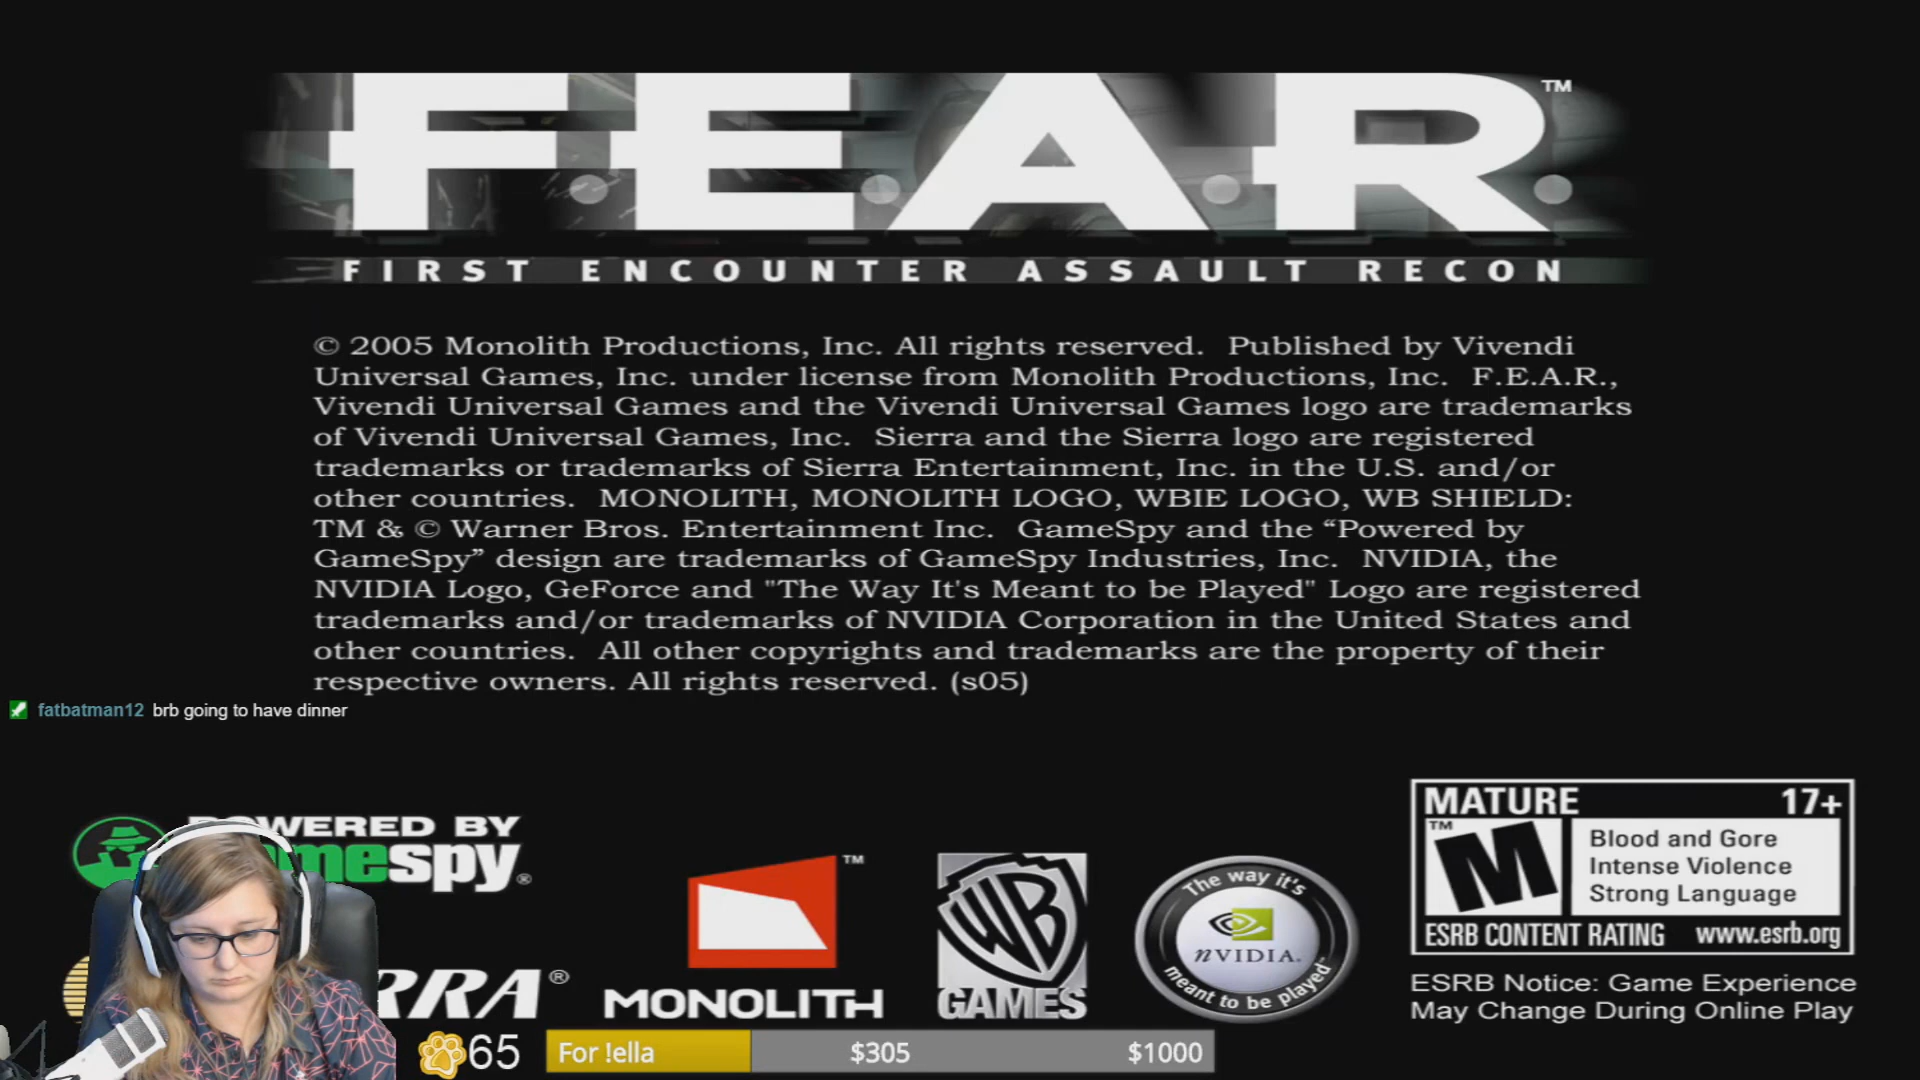 F.E.A.R.™
FIRST ENCOUNTER ASSAULT RECON
© 2005 Monolith Productions, Inc. All rights reserved. Published by Vivendi
Universal Games, Inc. under license from Monolith Productions, Inc. F.E.A.R.,
Vivendi Universal Games and the Vivendi Universal Games logo are trademarks
of Vivendi Universal Games, Inc. Sierra and the Sierra logo are registered
trademarks or trademarks of Sierra Entertainment, Inc. in the U.S. and/or
other countries. MONOLITH, MONOLITH LOGO, WBIE LOGO, WB SHIELD:
TM & © Warner Bros. Entertainment Inc. GameSpy and the “Powered by
GameSpy” design are trademarks of GameSpy Industries, Inc. NVIDIA, the
NVIDIA Logo, GeForce and "The Way It's Meant to be Played" Logo are registered
trademarks and/or trademarks of NVIDIA Corporation in the United States and
other countries. All other copyrights and trademarks are the property of their
respective owners. All rights reserved. (s05)
fatbatman12 brb going to have dinner
POWERED BY
gamespy®
MONOLITH
™
WB
GAMES
The way it's
nVIDIA.
meant to be played™
MATURE 17+
™
M
Blood and Gore
Intense Violence
Strong Language
ESRB CONTENT RATING www.esrb.org
ESRB Notice: Game Experience
May Change During Online Play
65
For !ella $305 $1000